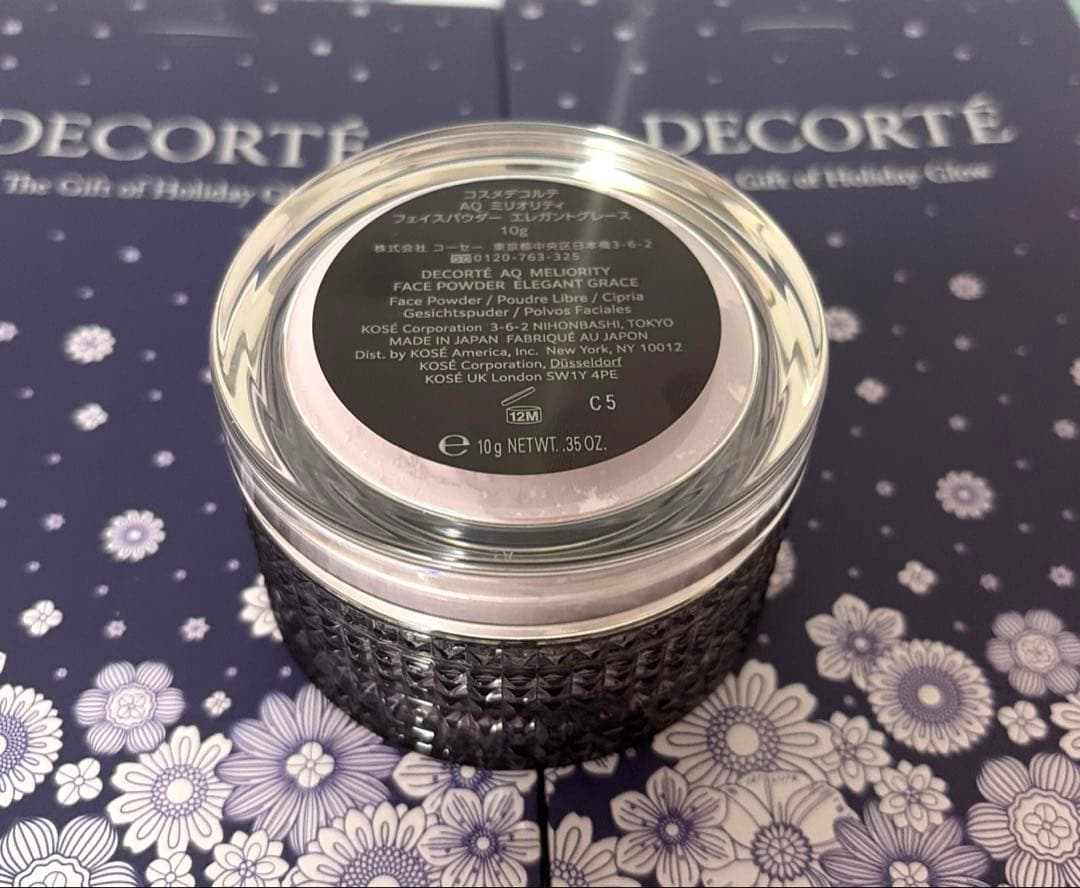 DECORTÉ
The Gift of Holiday
DECORTÉ
Gift of Holiday Glow
コスメデコルテ
AQ ミリオリティ
フェイスパウダー エレガントグレース
10g
株式会社 コーセー 東京都中央区日本橋3-6-2
0120-763-325
DECORTÉ AQ MELIORITY
FACE POWDER ELEGANT GRACE
Face Powder / Poudre Libre / Cipria
Gesichtspuder / Polvos Faciales
KOSÉ Corporation 3-6-2 NIHONBASHI, TOKYO
MADE IN JAPAN FABRIQUÉ AU JAPON
Dist. by KOSÉ America, Inc. New York, NY 10012
KOSÉ Corporation, Düsseldorf
KOSÉ UK London SW1Y 4PE
12M
C5
e 10g NETWT. .35 OZ.